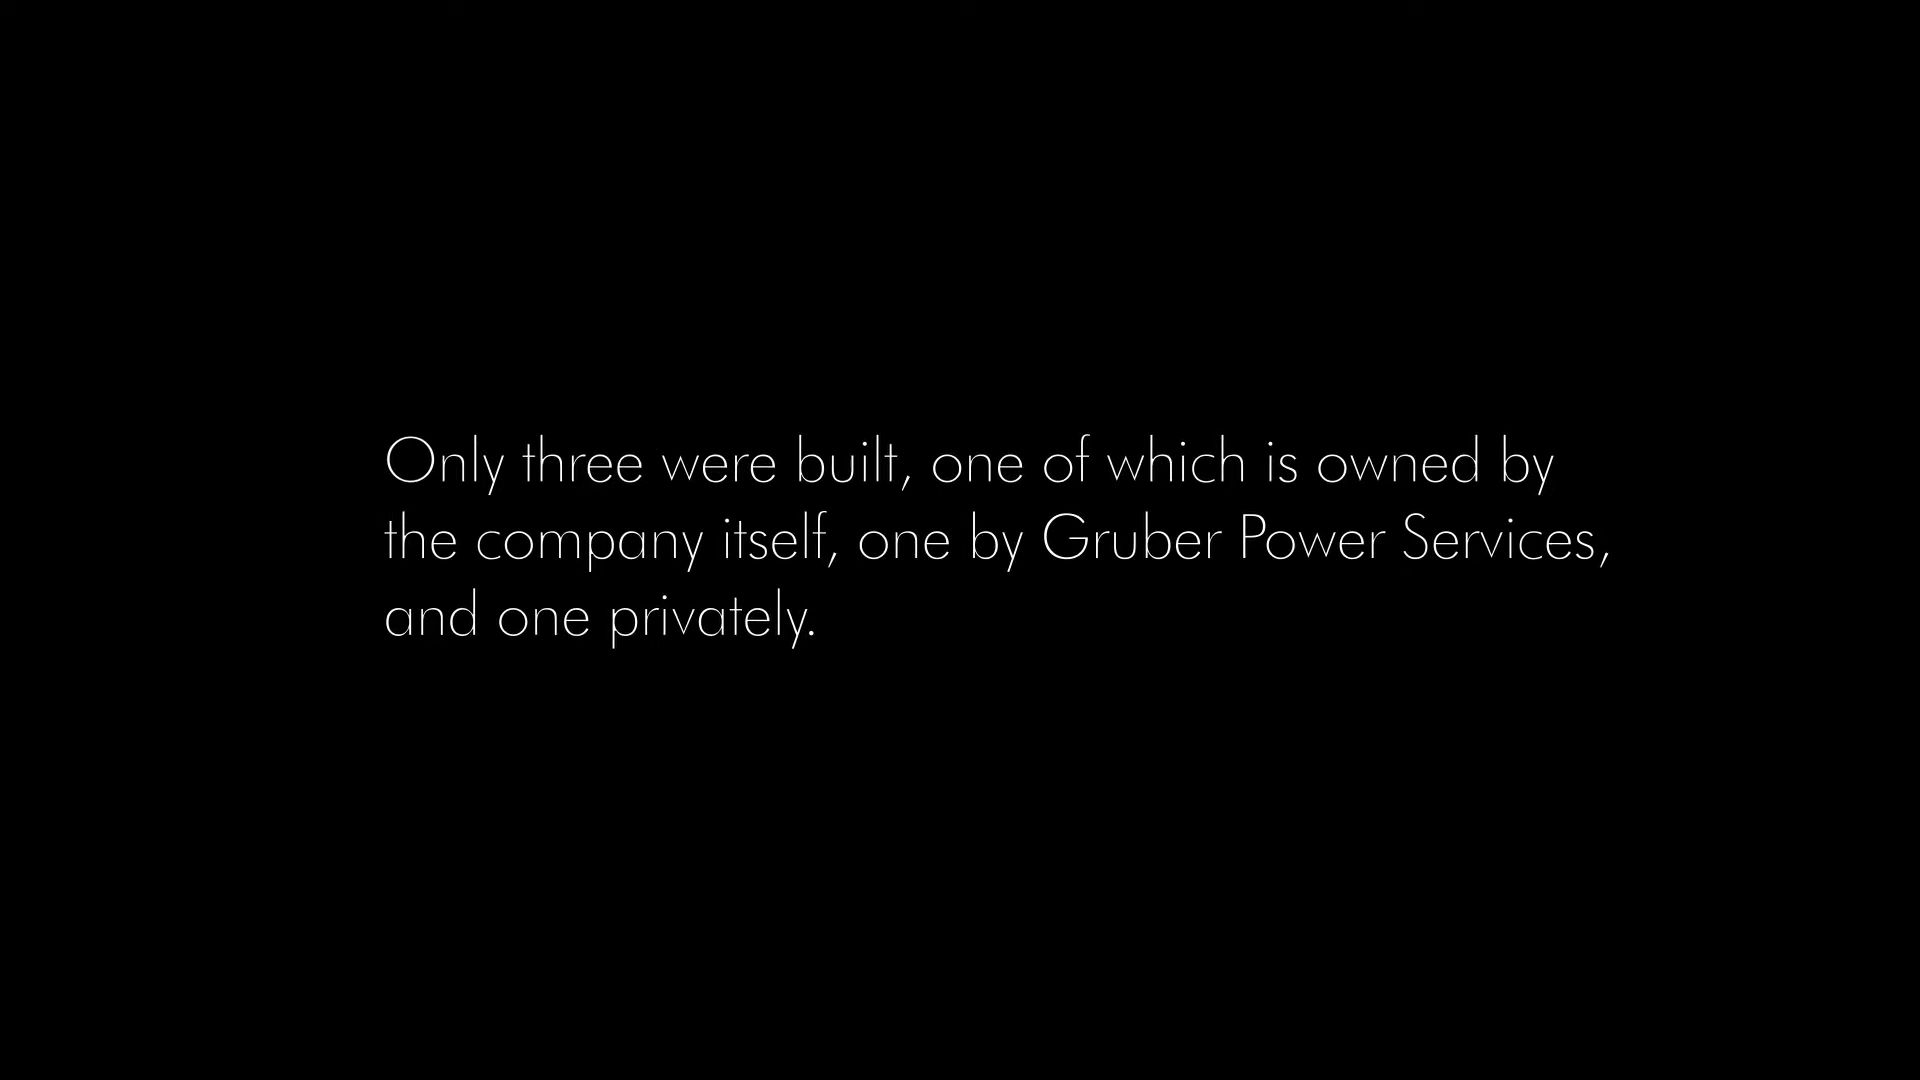 Only three were built, one of which is owned by
the company itself, one by Gruber Power Services,
and one privately.